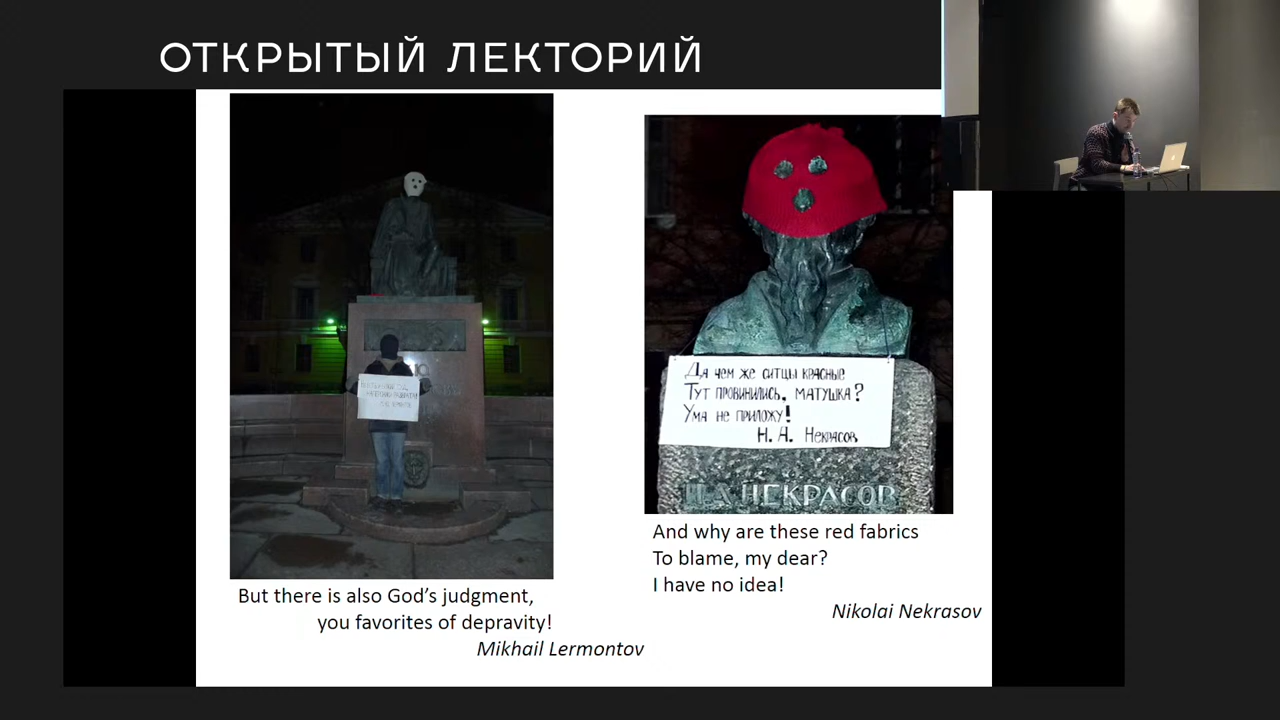 ОТКРЫТЫЙ ЛЕКТОРИЙ
Да чем же ситцы красные
Тут провинились, матушка?
Ума не приложу!
Н. А. Некрасов
Н.А.НЕКРАСОВ
But there is also God's judgment,
you favorites of depravity!
Mikhail Lermontov
And why are these red fabrics
To blame, my dear?
I have no idea!
Nikolai Nekrasov